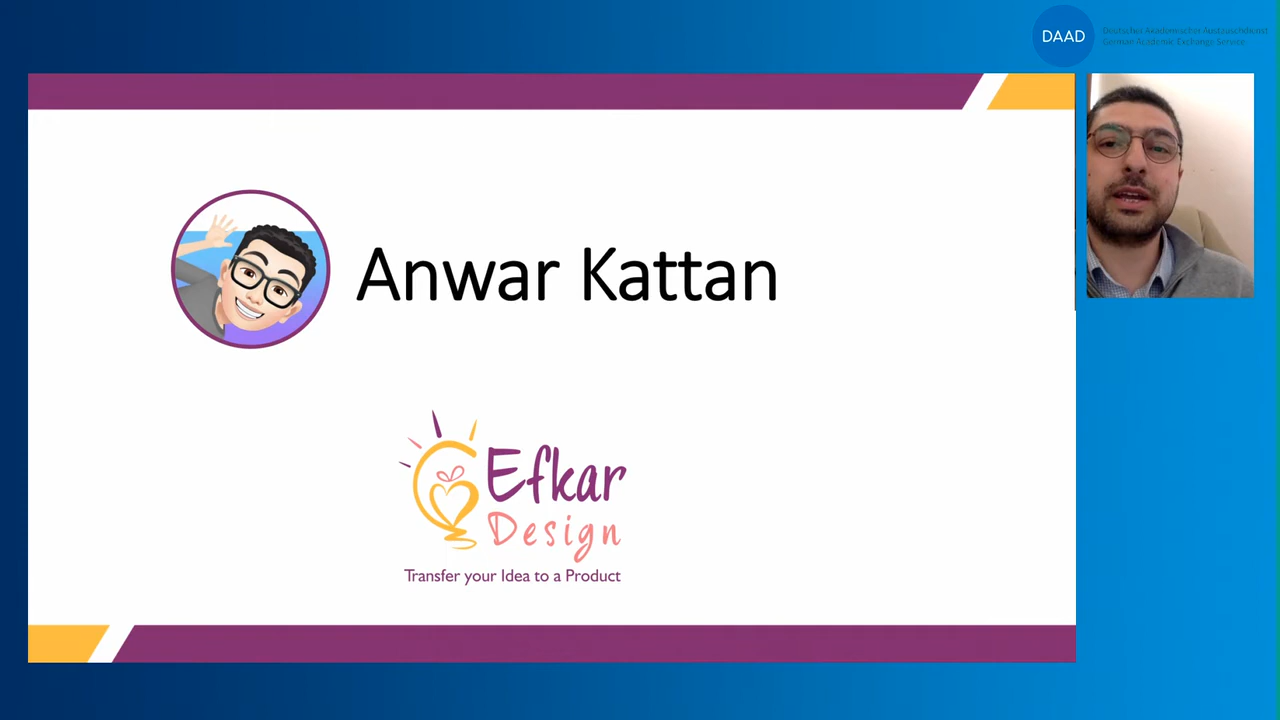 DAAD
Deutscher Akademischer Austauschdienst
German Academic Exchange Service
Anwar Kattan
Efkar
Design
Transfer your Idea to a Product